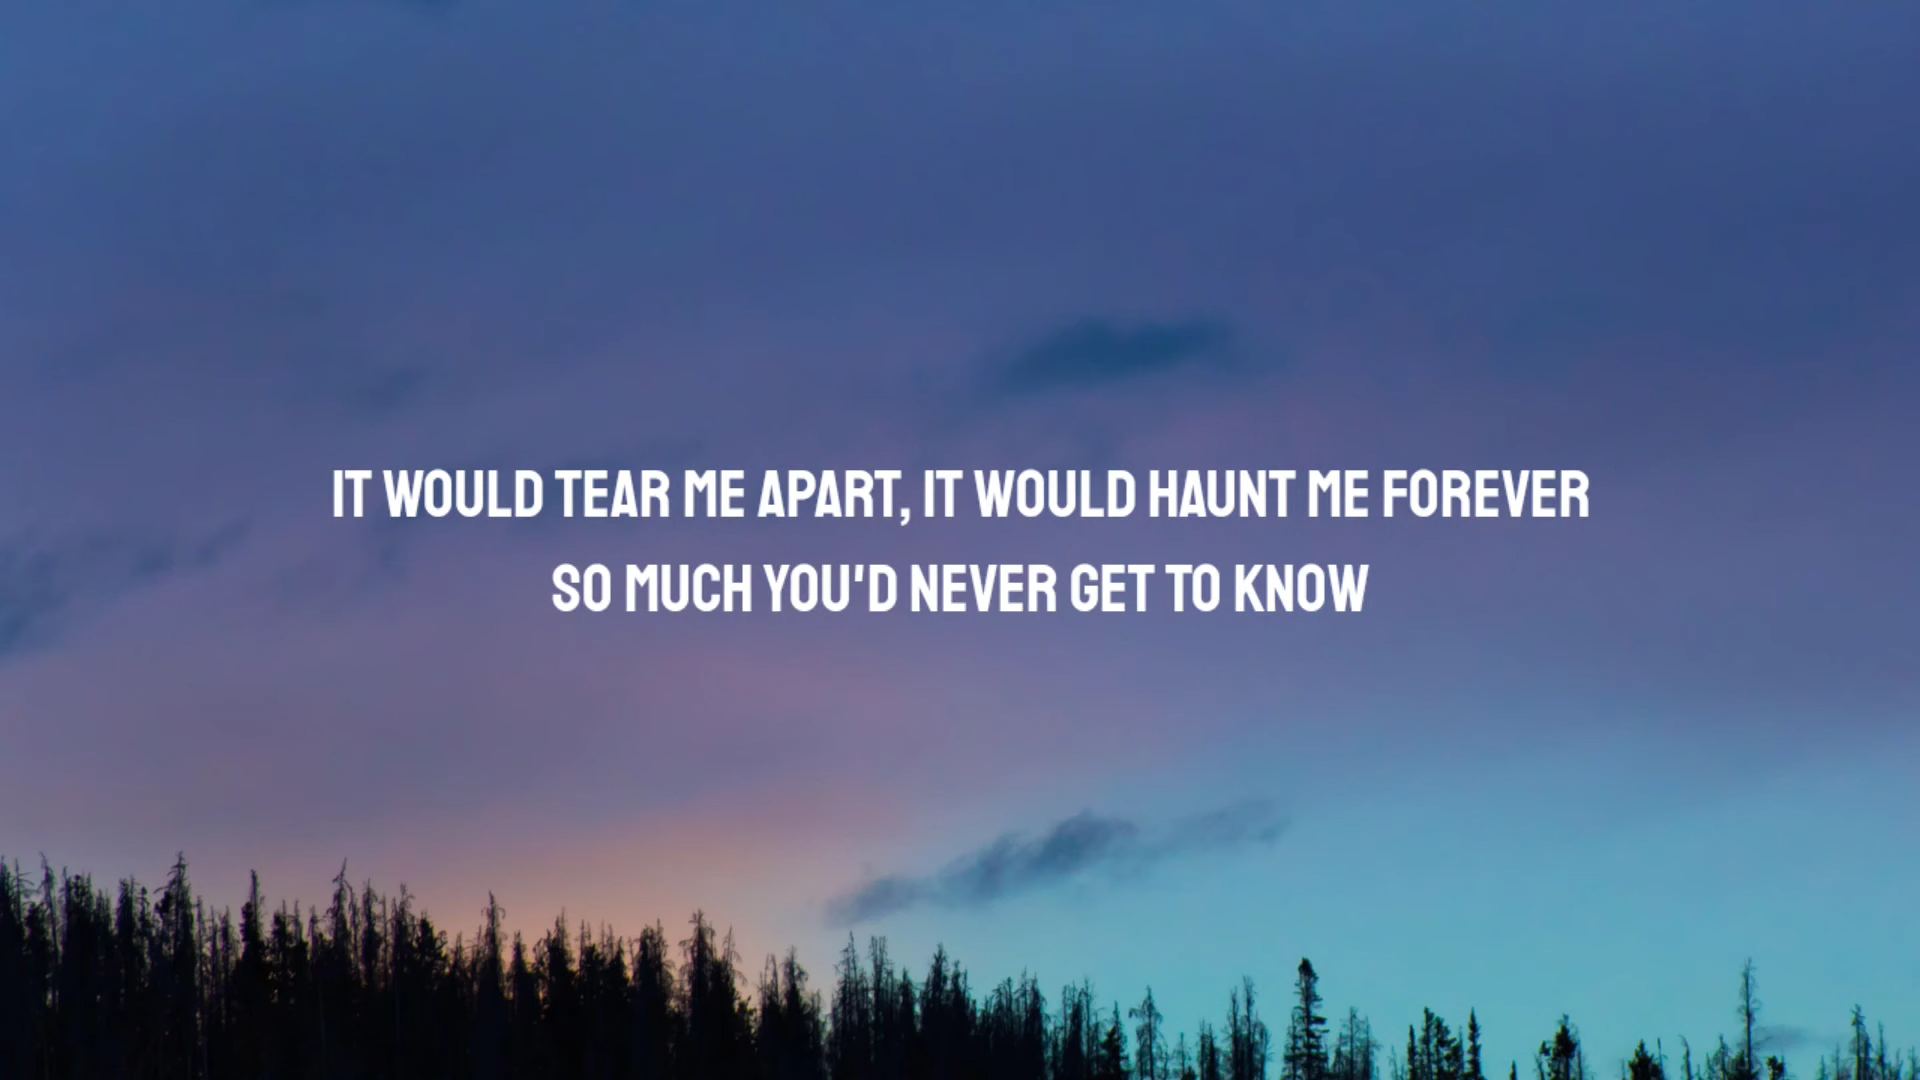 IT WOULD TEAR ME APART, IT WOULD HAUNT ME FOREVER
SO MUCH YOU'D NEVER GET TO KNOW